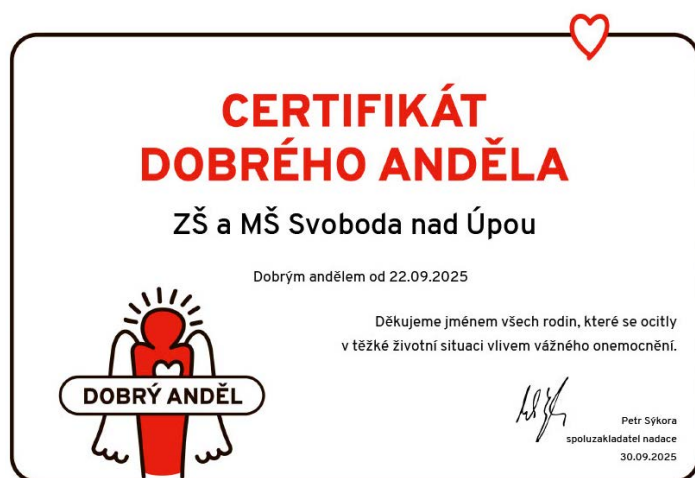 CERTIFIKÁT
DOBRÉHO ANDĚLA
ZŠ a MŠ Svoboda nad Úpou
Dobrým andělem od 22.09.2025
Děkujeme jménem všech rodin, které se ocitly
v těžké životní situaci vlivem vážného onemocnění.
DOBRÝ ANDĚL
Petr Sýkora
spoluzakladatel nadace
30.09.2025